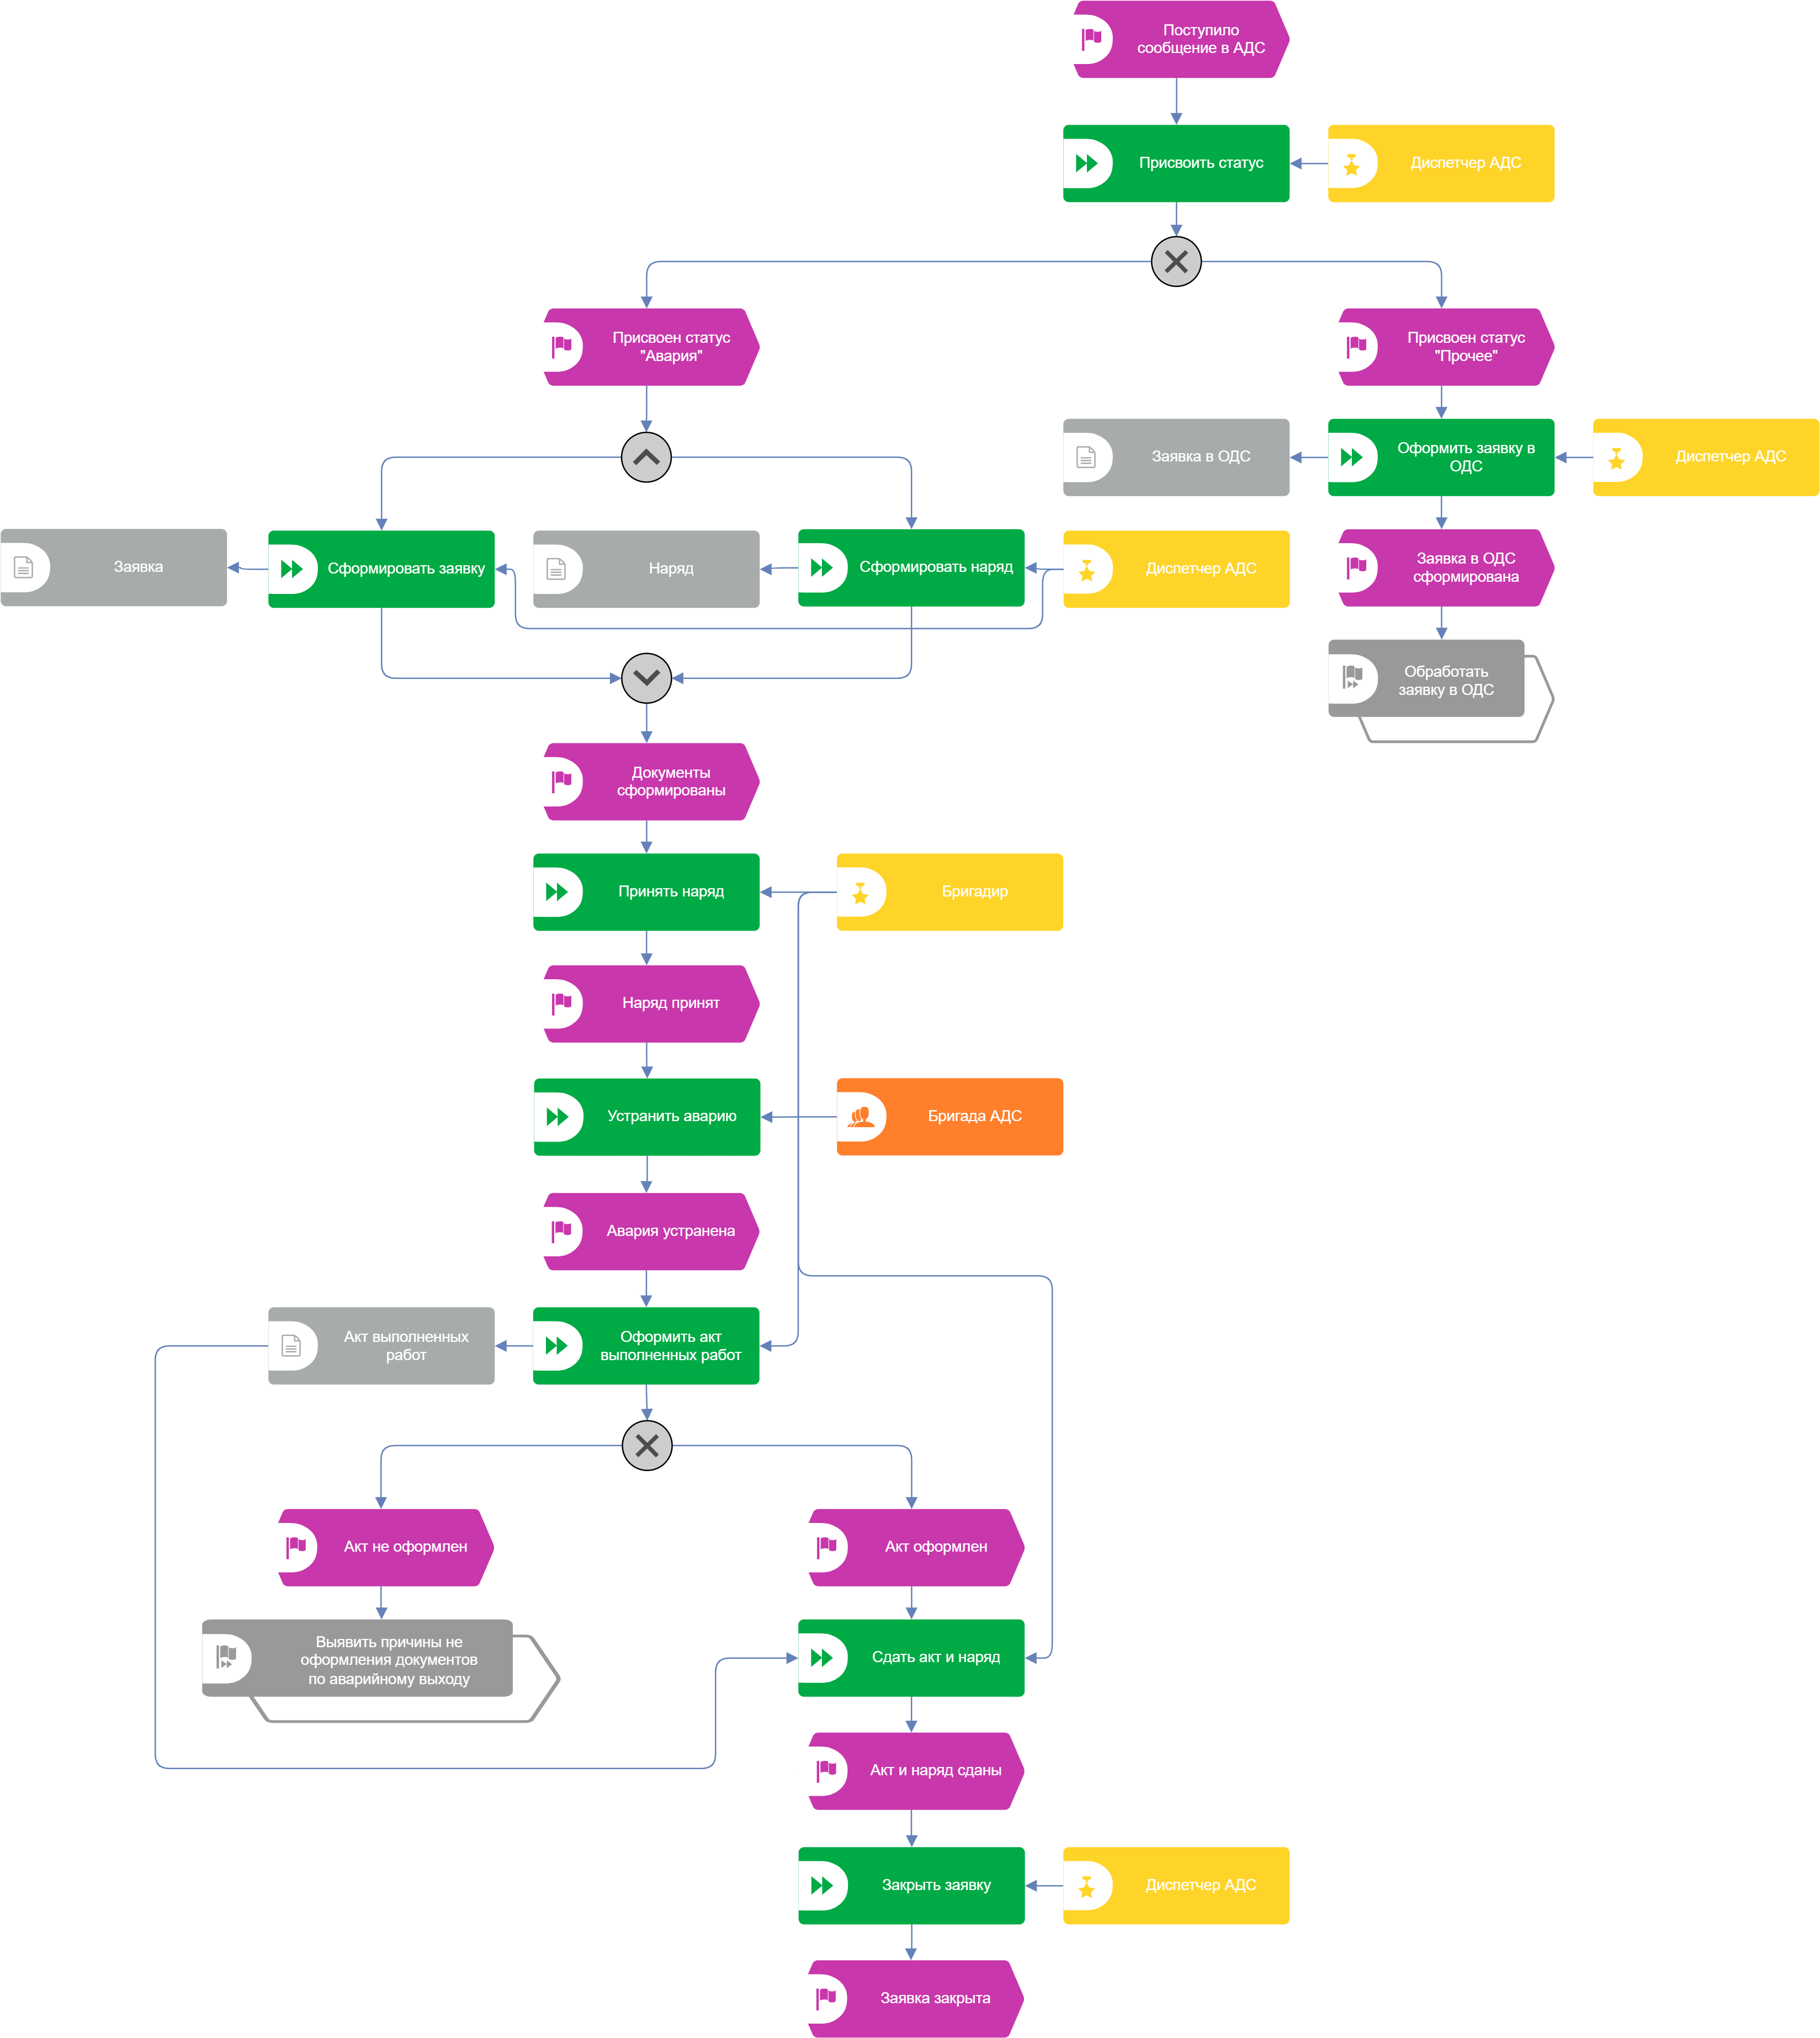 Поступило
сообщение в АДС
Присвоить статус
Диспетчер АДС
Присвоен статус
"Авария"
Присвоен статус
"Прочее"
Заявка в ОДС
Оформить заявку в
ОДС
Диспетчер АДС
Заявка
Сформировать заявку
Наряд
Сформировать наряд
Диспетчер АДС
Заявка в ОДС
сформирована
Обработать
заявку в ОДС
Документы
сформированы
Принять наряд
Бригадир
Наряд принят
Устранить аварию
Бригада АДС
Авария устранена
Акт выполненных
работ
Оформить акт
выполненных работ
Акт не оформлен
Акт оформлен
Выявить причины не
оформления документов
по аварийному выходу
Сдать акт и наряд
Акт и наряд сданы
Закрыть заявку
Диспетчер АДС
Заявка закрыта